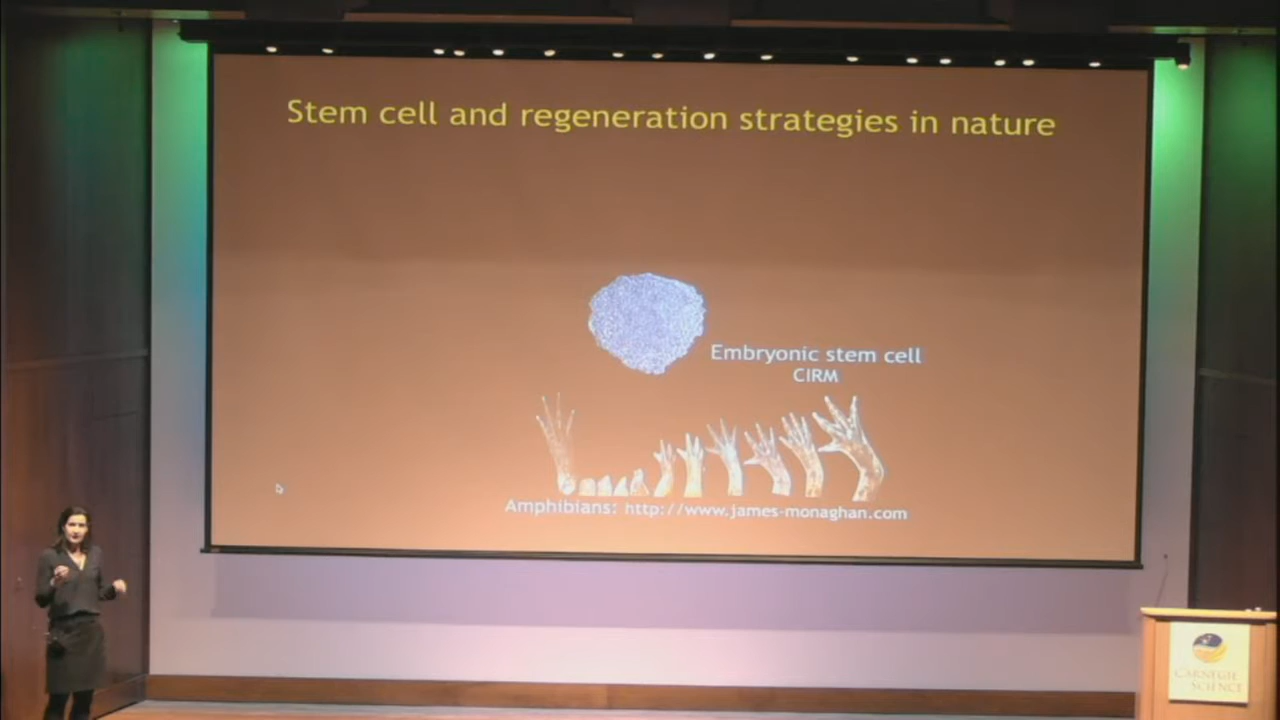 Stem cell and regeneration strategies in nature
Embryonic stem cell
CIRM
Amphibians: http://www.james-monaghan.com
CARNEGIE
SCIENCE